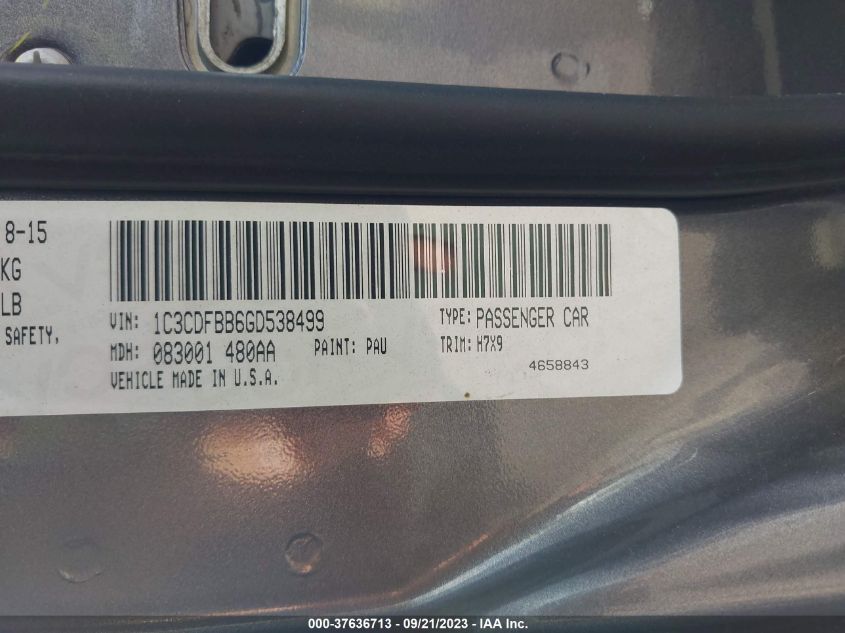 8-15
KG
LB
SAFETY,
VIN: 1C3CDFBB6GD538499 TYPE: PASSENGER CAR
MDH: 083001 480AA PAINT: PAU TRIM: H7X9
VEHICLE MADE IN U.S.A. 4658843
000-37636713 - 09/21/2023 - IAA Inc.